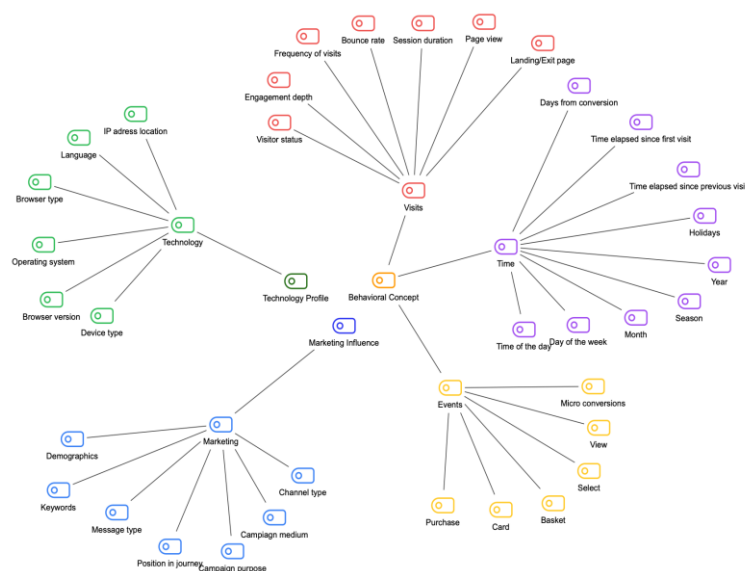 Page view
Bounce rate
Session duration
Frequency of visits
Landing/Exit page
Engagement depth
Days from conversion
Visitor status
IP adress location
Time elapsed since first visit
Language
Browser type
Time elapsed since previous visi
Visits
Holidays
Technology
Operating system
Time
Year
Technology Profile
Behavioral Concept
Browser version
Season
Device type
Month
Marketing Influence
Time of the day
Day of the week
Micro conversions
Events
Marketing
View
Demographics
Select
Channel type
Keywords
Purchase
Card
Basket
Message type
Campiagn medium
Position in journey
Campaign purpose